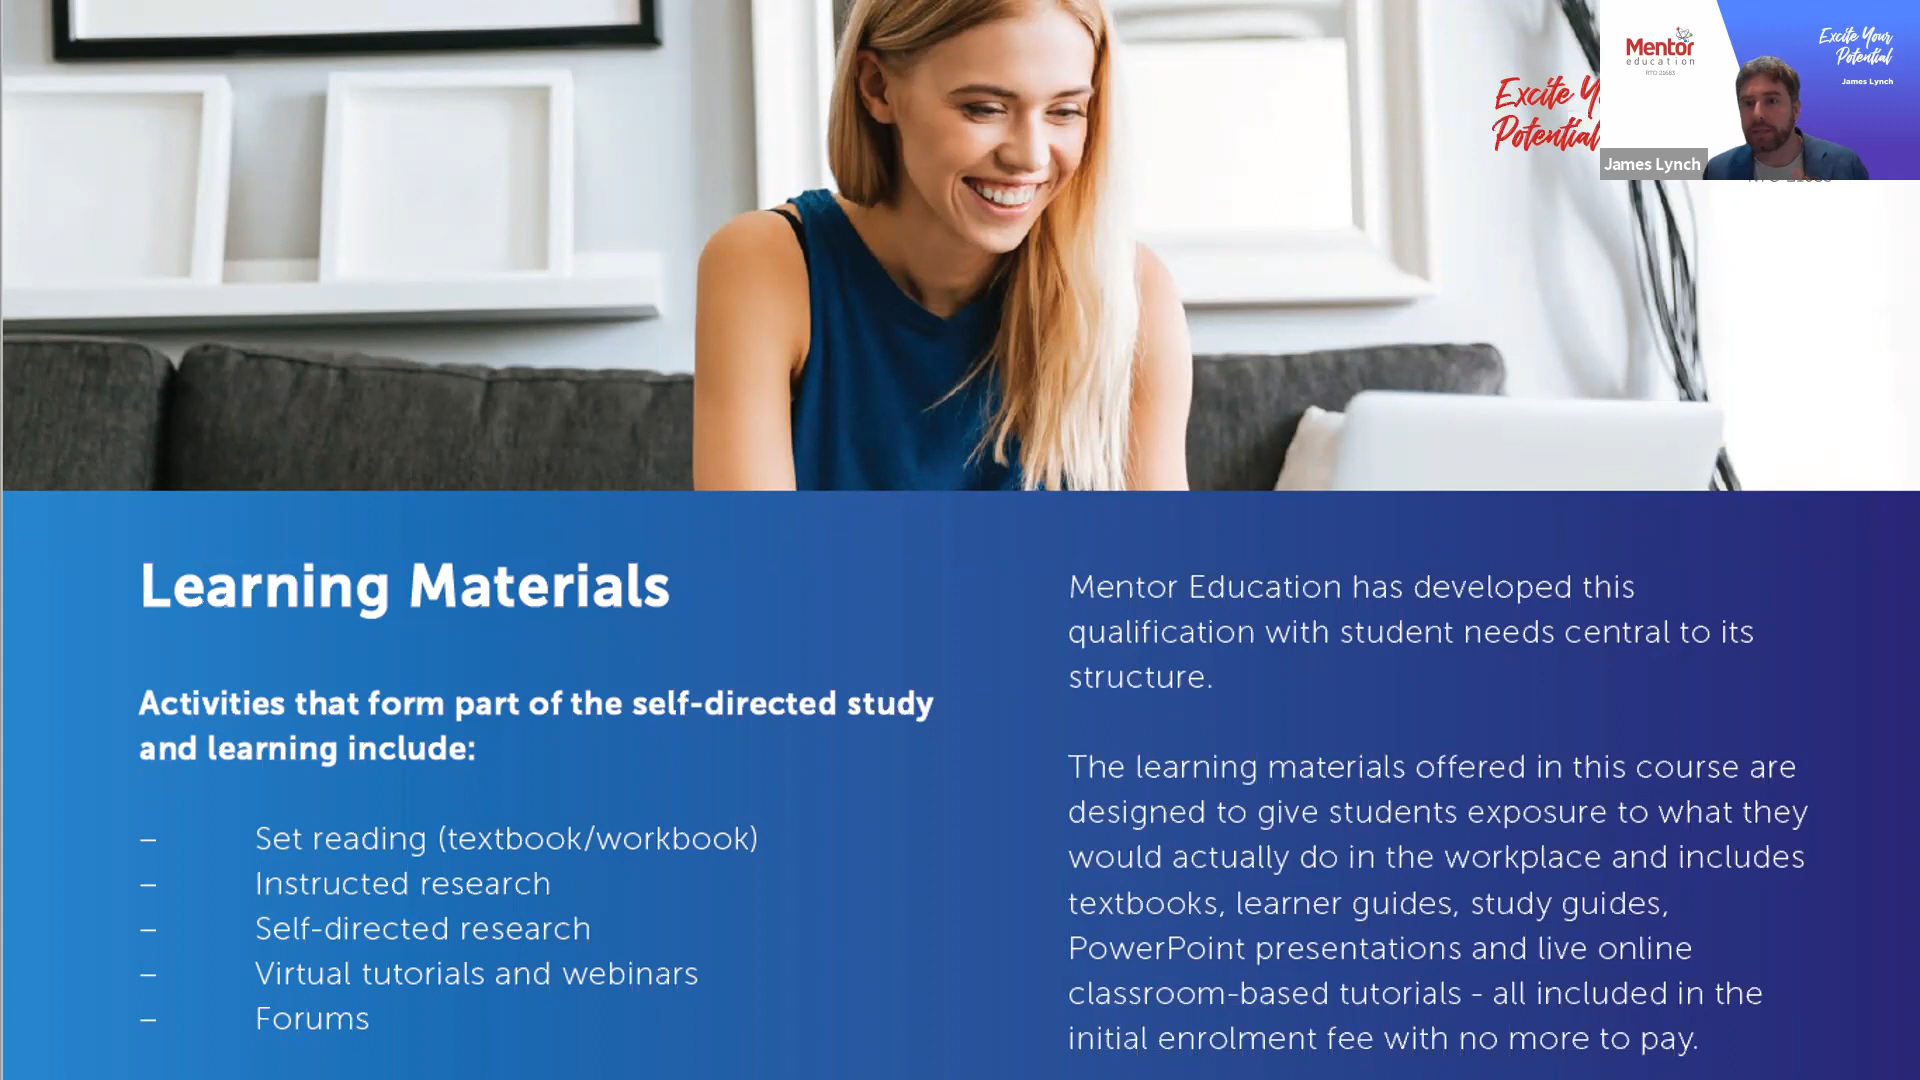 Excite
Potential
Mentor
education
RTO 21683
Excite Your
Potential
James Lynch
James Lynch
Learning Materials
Activities that form part of the self-directed study
and learning include:
– Set reading (textbook/workbook)
– Instructed research
– Self-directed research
– Virtual tutorials and webinars
– Forums
Mentor Education has developed this
qualification with student needs central to its
structure.
The learning materials offered in this course are
designed to give students exposure to what they
would actually do in the workplace and includes
textbooks, learner guides, study guides,
PowerPoint presentations and live online
classroom-based tutorials - all included in the
initial enrolment fee with no more to pay.